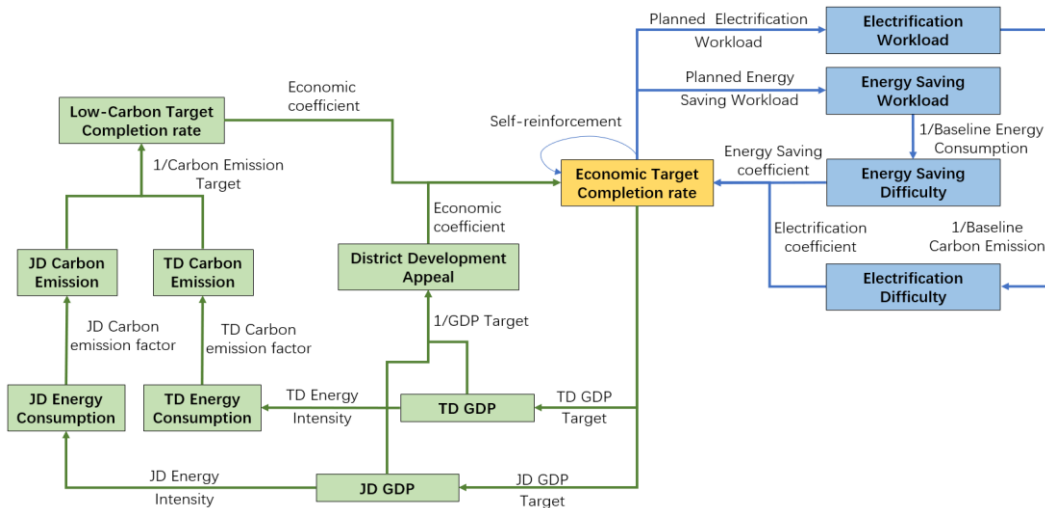 Planned Electrification
Workload
Electrification
Workload
Economic
coefficient
Planned Energy
Saving Workload
Energy Saving
Workload
Low-Carbon Target
Completion rate
Self-reinforcement
1/Baseline Energy
Consumption
1/Carbon Emission
Target
Economic Target
Completion rate
Energy Saving
coefficient
Energy Saving
Difficulty
Economic
coefficient
Electrification
coefficient
1/Baseline
Carbon Emission
JD Carbon
Emission
TD Carbon
Emission
District Development
Appeal
Electrification
Difficulty
JD Carbon
emission factor
TD Carbon
emission factor
1/GDP Target
JD Energy
Consumption
TD Energy
Consumption
TD Energy
Intensity
TD GDP
TD GDP
Target
JD Energy
Intensity
JD GDP
JD GDP
Target